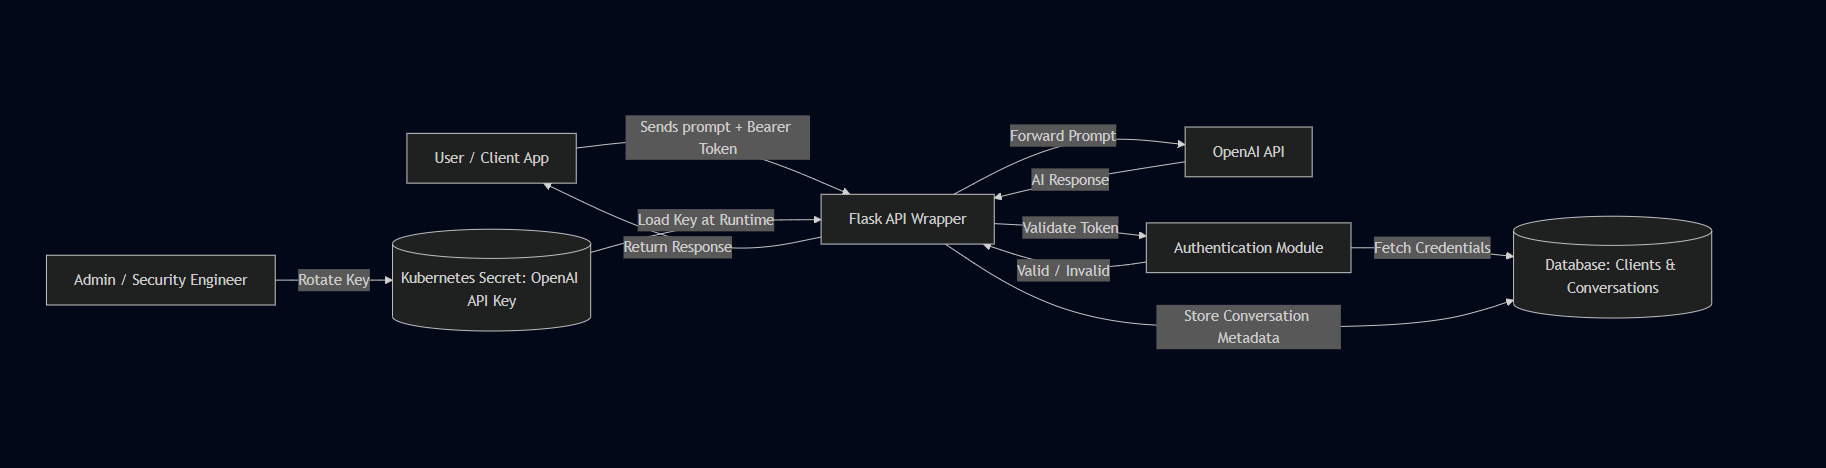 Sends prompt + Bearer
Token
User / Client App
Forward Prompt
OpenAI API
AI Response
Load Key at Runtime
Flask API Wrapper
Return Response
Validate Token
Authentication Module
Fetch Credentials
Database: Clients &
Conversations
Valid / Invalid
Admin / Security Engineer
Rotate Key
Kubernetes Secret: OpenAI
API Key
Store Conversation
Metadata